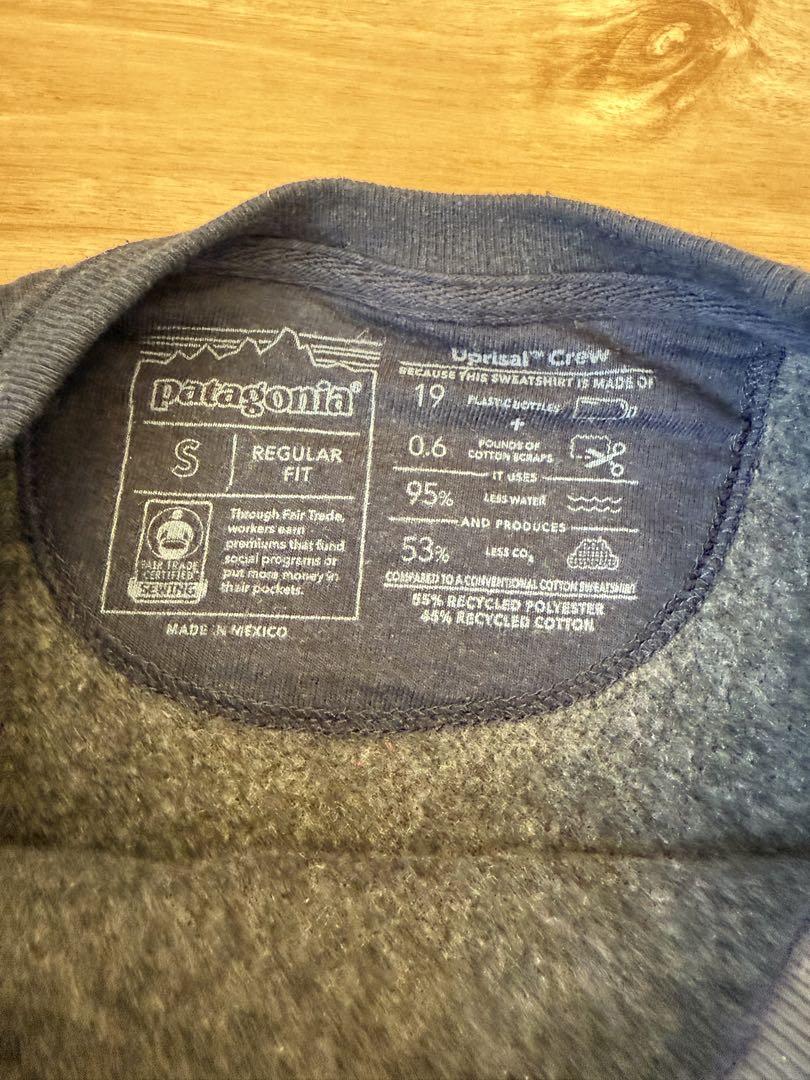 patagonia®
S
REGULAR
FIT
FAIR TRADE
CERTIFIED™
SEWING
Through Fair Trade,
workers earn
premiums that fund
social programs or
put more money in
their pockets.
MADE IN MEXICO
Uprisal™ Crew
BECAUSE THIS SWEATSHIRT IS MADE OF
19 PLASTIC BOTTLES
+
0.6 POUNDS OF
COTTON SCRAPS
IT USES
95% LESS WATER
AND PRODUCES
53% LESS CO₂
COMPARED TO A CONVENTIONAL COTTON SWEATSHIRT
55% RECYCLED POLYESTER
45% RECYCLED COTTON